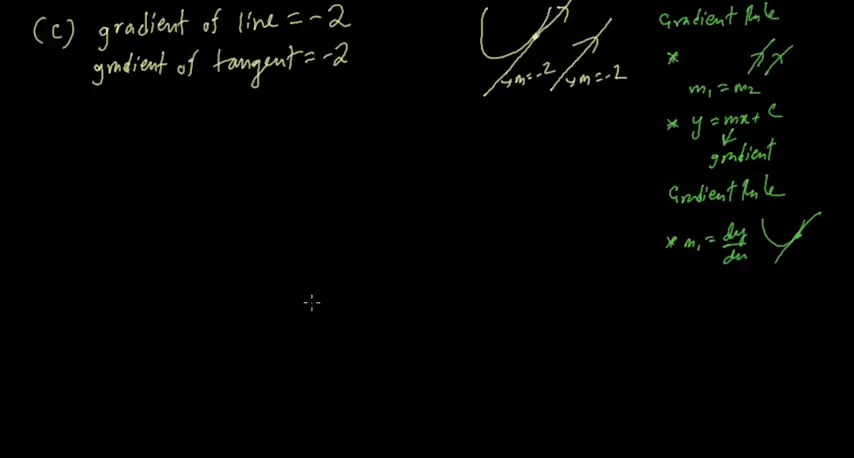 (c) gradient of line = -2
gradient of tangent = -2
m = -2
m = -2
Gradient Rule
*
m₁ = m₂
* y = mx + c
gradient
Gradient Rule
* m₁ = dy/dx